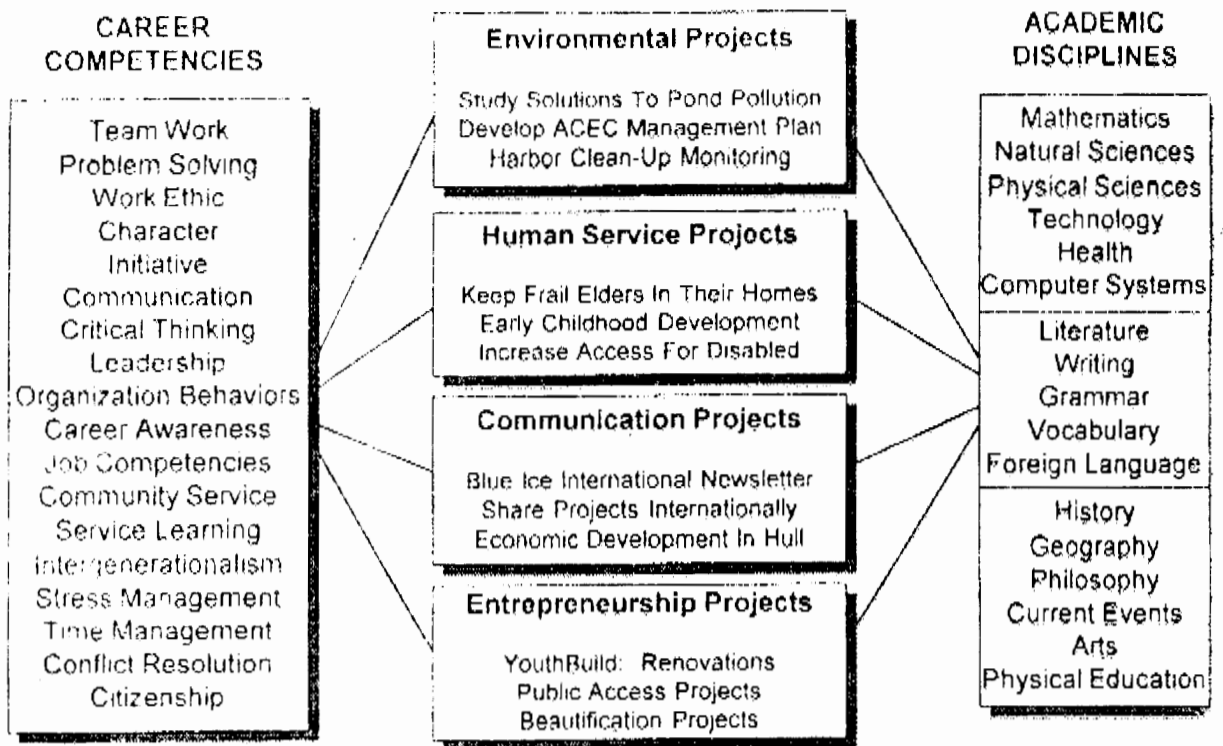 CAREER
COMPETENCIES
Team Work
Problem Solving
Work Ethic
Character
Initiative
Communication
Critical Thinking
Leadership
Organization Behaviors
Career Awareness
Job Competencies
Community Service
Service Learning
Intergenerationalism
Stress Management
Time Management
Conflict Resolution
Citizenship
Environmental Projects
Study Solutions To Pond Pollution
Develop ACEC Management Plan
Harbor Clean-Up Monitoring
Human Service Projects
Keep Frail Elders In Their Homes
Early Childhood Development
Increase Access For Disabled
Communication Projects
Blue Ice International Newsletter
Share Projects Internationally
Economic Development In Hull
Entrepreneurship Projects
YouthBuild: Renovations
Public Access Projects
Beautification Projects
ACADEMIC
DISCIPLINES
Mathematics
Natural Sciences
Physical Sciences
Technology
Health
Computer Systems
Literature
Writing
Grammar
Vocabulary
Foreign Language
History
Geography
Philosophy
Current Events
Arts
Physical Education